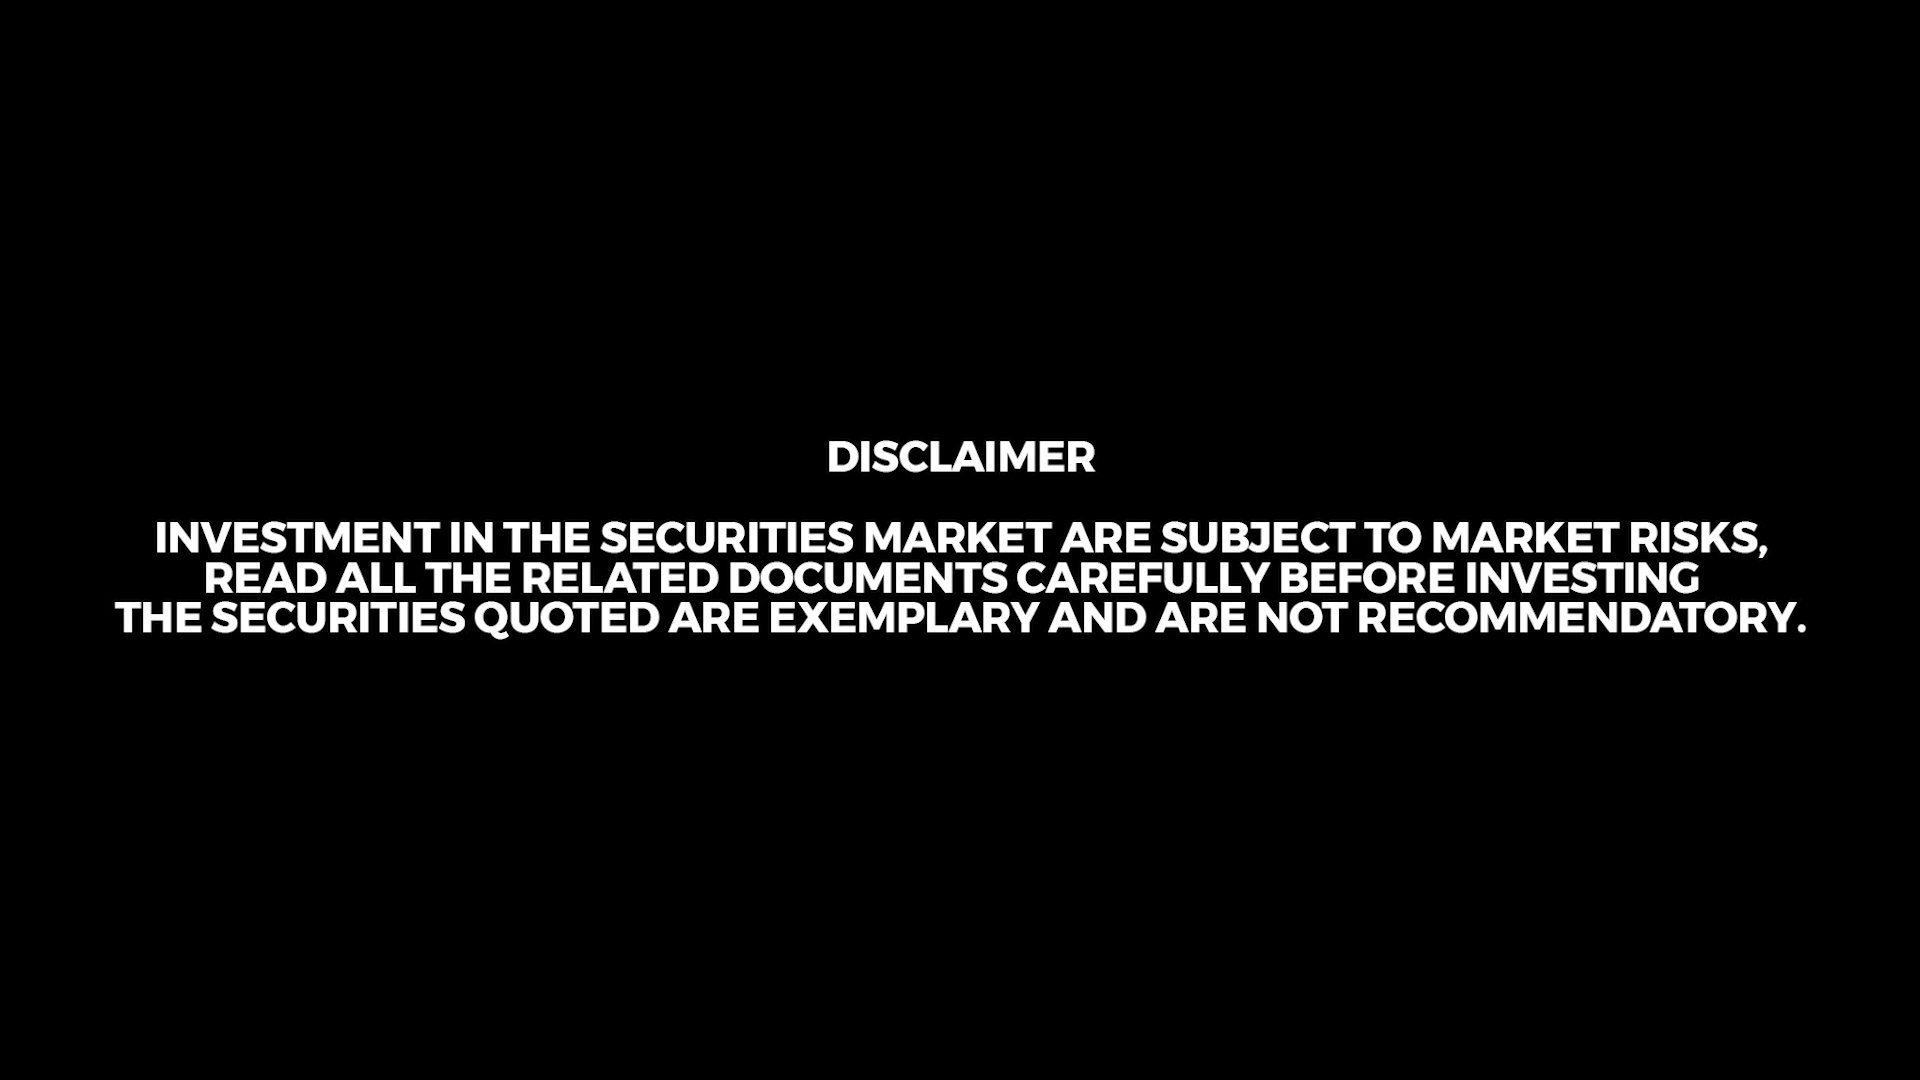 DISCLAIMER
INVESTMENT IN THE SECURITIES MARKET ARE SUBJECT TO MARKET RISKS,
READ ALL THE RELATED DOCUMENTS CAREFULLY BEFORE INVESTING
THE SECURITIES QUOTED ARE EXEMPLARY AND ARE NOT RECOMMENDATORY.